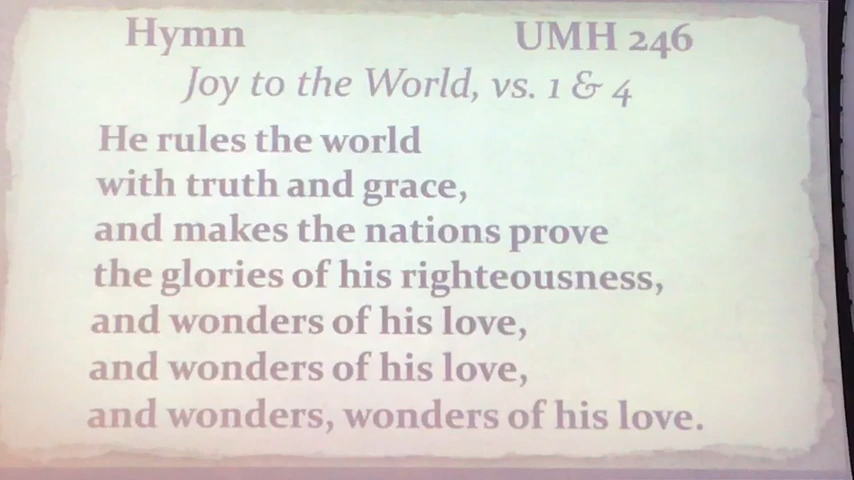 Hymn UMH 246
Joy to the World, vs. 1 & 4
He rules the world
with truth and grace,
and makes the nations prove
the glories of his righteousness,
and wonders of his love,
and wonders of his love,
and wonders, wonders of his love.